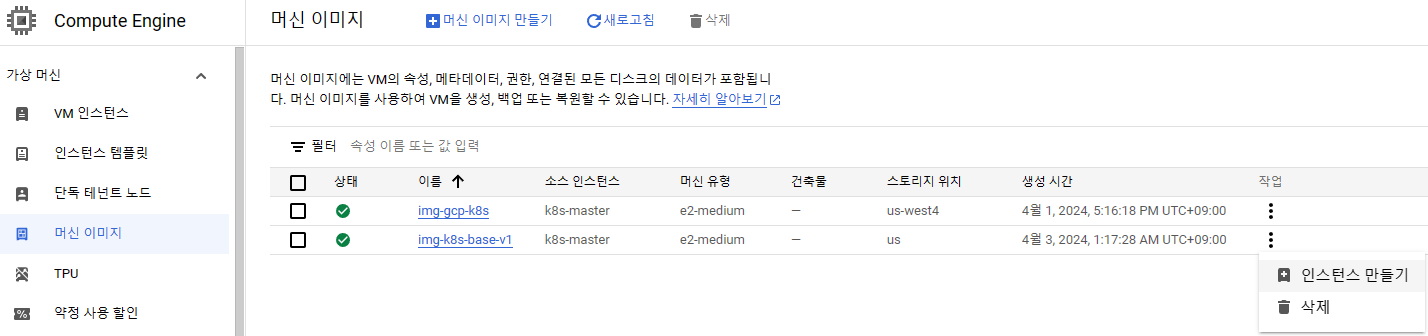 Compute Engine
머신 이미지
머신 이미지 만들기
새로고침
삭제
가상 머신
VM 인스턴스
인스턴스 템플릿
단독 테넌트 노드
머신 이미지
TPU
약정 사용 할인
머신 이미지에는 VM의 속성, 메타데이터, 권한, 연결된 모든 디스크의 데이터가 포함됩니
다. 머신 이미지를 사용하여 VM을 생성, 백업 또는 복원할 수 있습니다. 자세히 알아보기
필터 속성 이름 또는 값 입력
상태 이름 소스 인스턴스 머신 유형 건축물 스토리지 위치 생성 시간 작업
img-gcp-k8s k8s-master e2-medium — us-west4 4월 1, 2024, 5:16:18 PM UTC+09:00
img-k8s-base-v1 k8s-master e2-medium — us 4월 3, 2024, 1:17:28 AM UTC+09:00
인스턴스 만들기
삭제